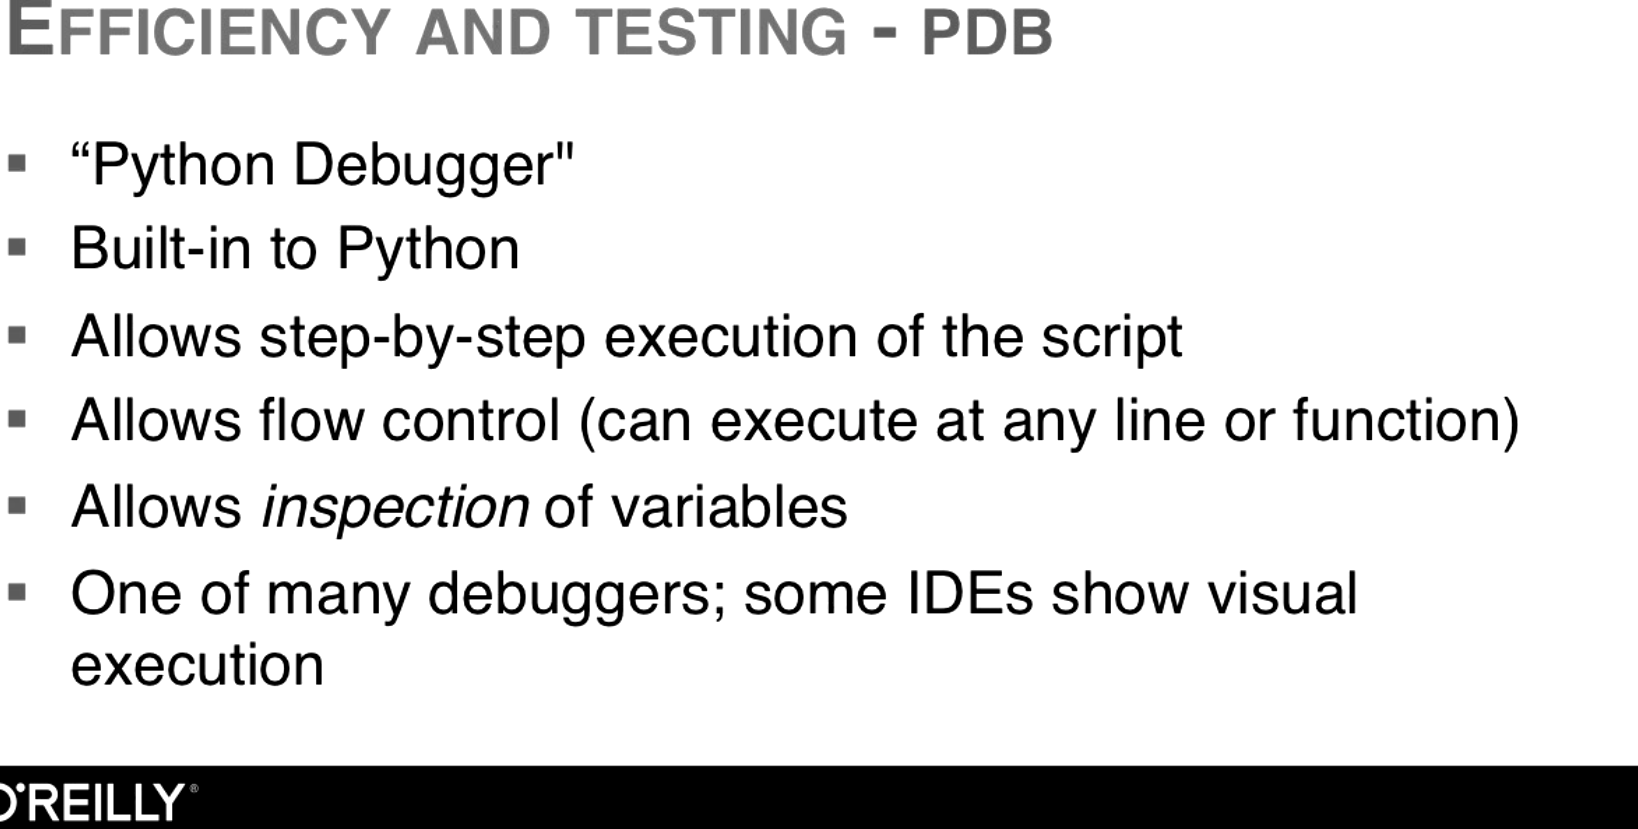 EFFICIENCY AND TESTING - PDB
“Python Debugger"
Built-in to Python
Allows step-by-step execution of the script
Allows flow control (can execute at any line or function)
Allows inspection of variables
One of many debuggers; some IDEs show visual
execution
O'REILLY®